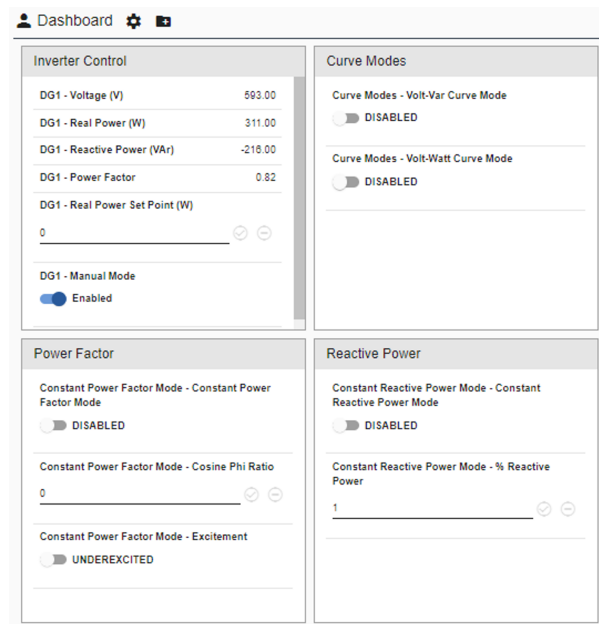 Dashboard
Inverter Control
DG1 - Voltage (V) 593.00
DG1 - Real Power (W) 311.00
DG1 - Reactive Power (VAr) -216.00
DG1 - Power Factor 0.82
DG1 - Real Power Set Point (W)
0
DG1 - Manual Mode
Enabled
Curve Modes
Curve Modes - Volt-Var Curve Mode
DISABLED
Curve Modes - Volt-Watt Curve Mode
DISABLED
Power Factor
Constant Power Factor Mode - Constant Power
Factor Mode
DISABLED
Constant Power Factor Mode - Cosine Phi Ratio
0
Constant Power Factor Mode - Excitement
UNDEREXCITED
Reactive Power
Constant Reactive Power Mode - Constant
Reactive Power Mode
DISABLED
Constant Reactive Power Mode - % Reactive
Power
1